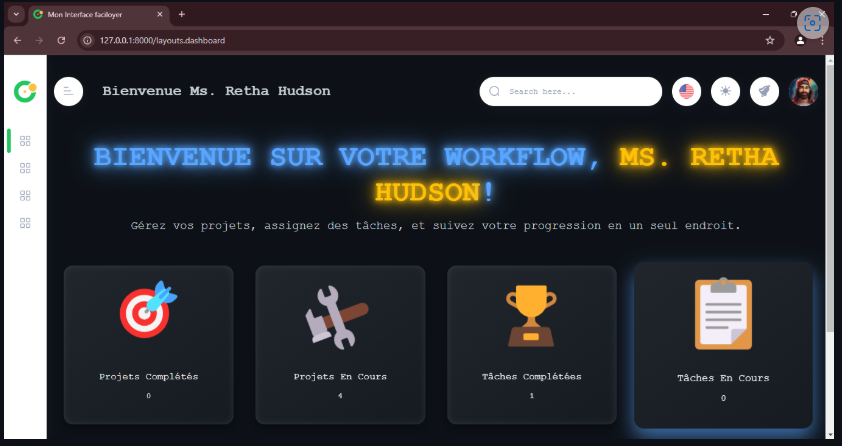 Mon Interface faciloyer
127.0.0.1:8000/layouts.dashboard
Bienvenue Ms. Retha Hudson
Search here...
BIENVENUE SUR VOTRE WORKFLOW, MS. RETHA
HUDSON!
Gérez vos projets, assignez des tâches, et suivez votre progression en un seul endroit.
Projets Complétés
0
Projets En Cours
4
Tâches Complétées
1
Tâches En Cours
0